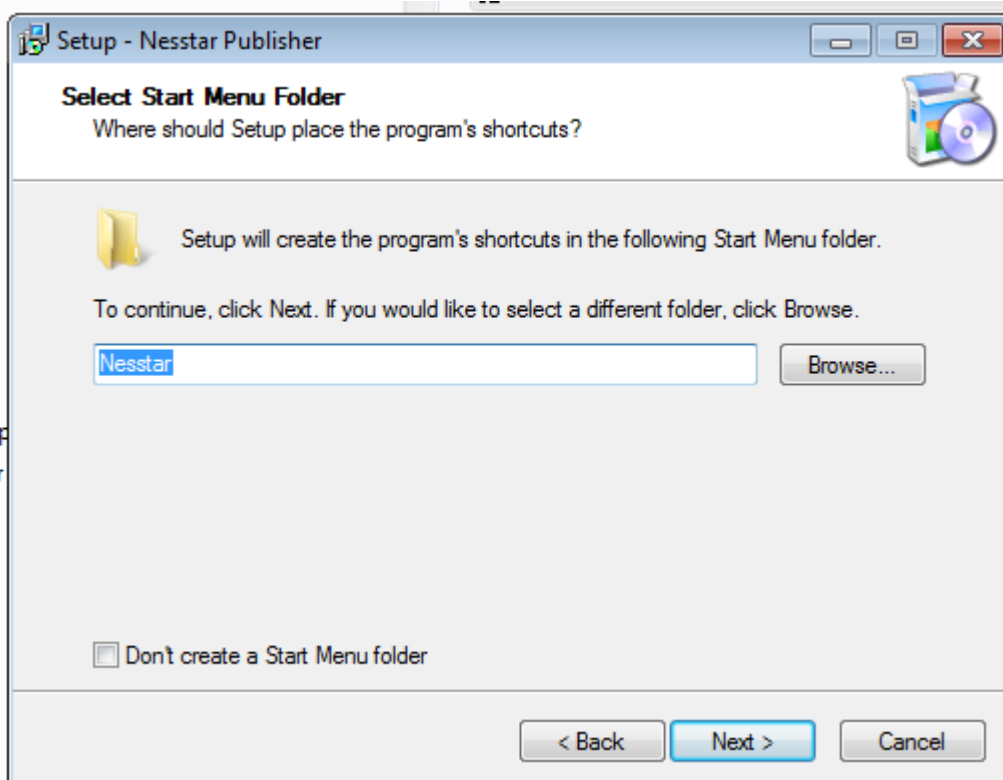 Setup - Nesstar Publisher
Select Start Menu Folder
Where should Setup place the program's shortcuts?
Setup will create the program's shortcuts in the following Start Menu folder.
To continue, click Next. If you would like to select a different folder, click Browse.
Nesstar
Browse...
Don't create a Start Menu folder
< Back
Next >
Cancel